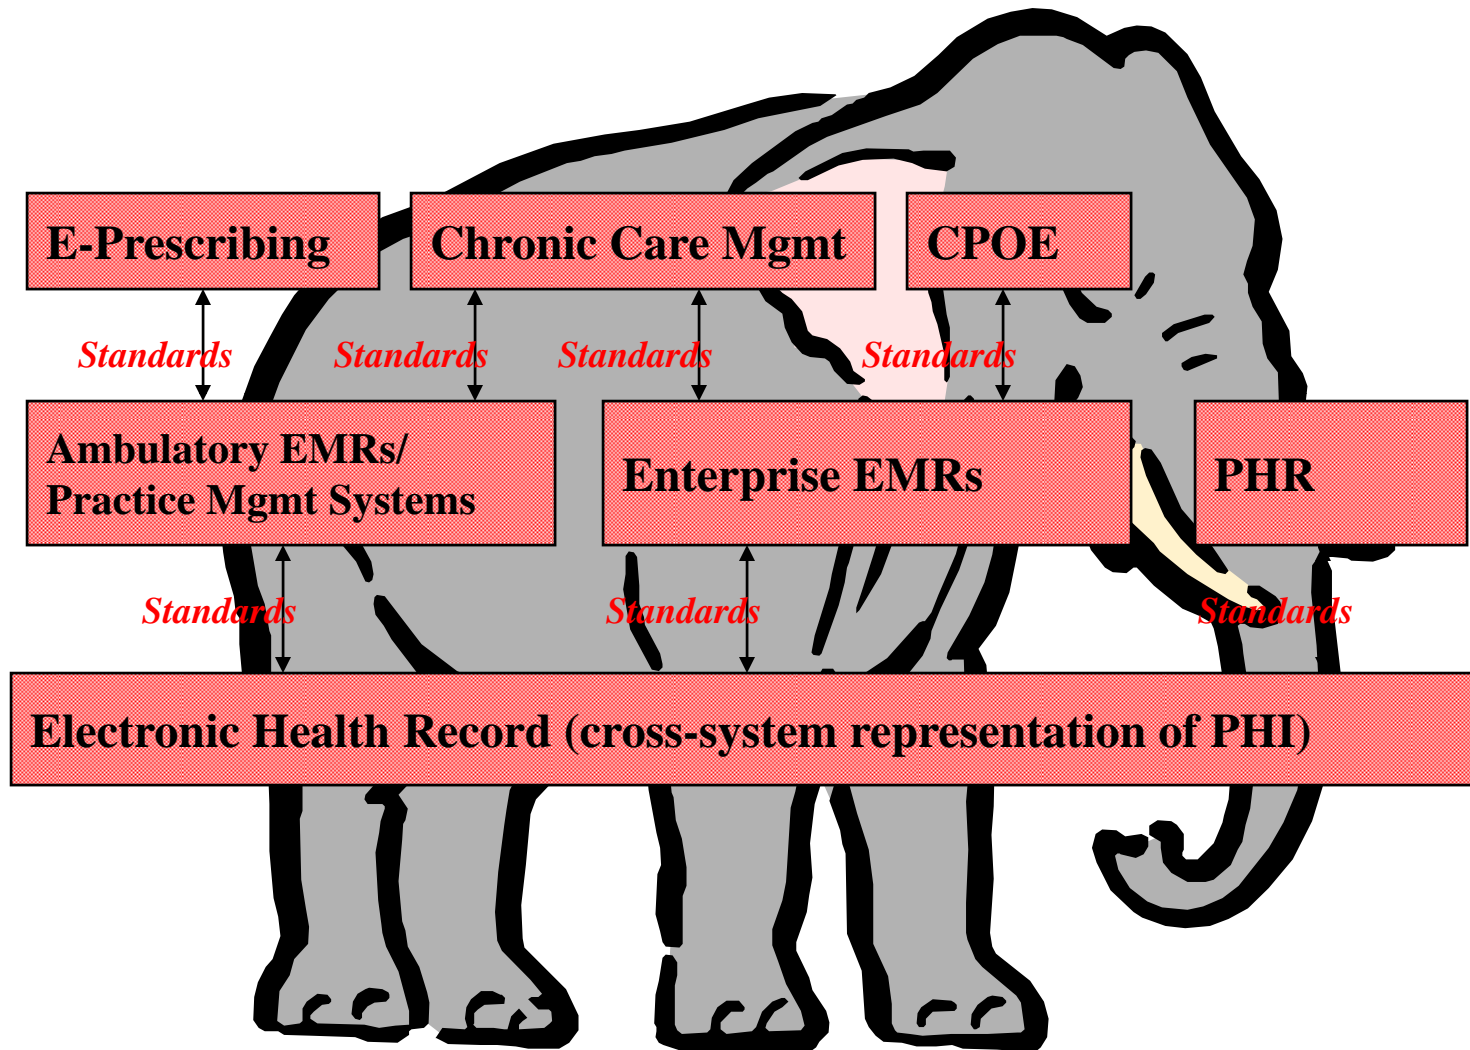 E-Prescribing
Chronic Care Mgmt
CPOE
Standards
Standards
Standards
Standards
Ambulatory EMRs/
Practice Mgmt Systems
Enterprise EMRs
PHR
Standards
Standards
Standards
Electronic Health Record (cross-system representation of PHI)